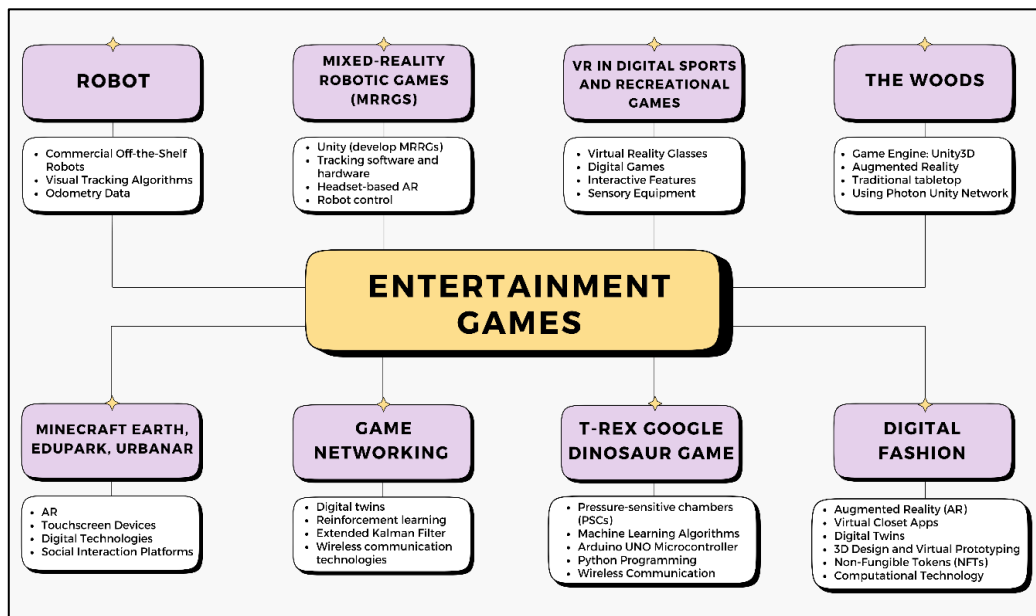 ROBOT
• Commercial Off-the-Shelf
Robots
• Visual Tracking Algorithms
• Odometry Data
MIXED-REALITY
ROBOTIC GAMES
(MRRGS)
• Unity (develop MRRGs)
• Tracking software and
hardware
• Headset-based AR
• Robot control
VR IN DIGITAL SPORTS
AND RECREATIONAL
GAMES
• Virtual Reality Glasses
• Digital Games
• Interactive Features
• Sensory Equipment
THE WOODS
• Game Engine: Unity3D
• Augmented Reality
• Traditional tabletop
• Using Photon Unity Network
ENTERTAINMENT
GAMES
MINECRAFT EARTH,
EDUPARK, URBANAR
• AR
• Touchscreen Devices
• Digital Technologies
• Social Interaction Platforms
GAME
NETWORKING
• Digital twins
• Reinforcement learning
• Extended Kalman Filter
• Wireless communication
technologies
T-REX GOOGLE
DINOSAUR GAME
• Pressure-sensitive chambers
(PSCs)
• Machine Learning Algorithms
• Arduino UNO Microcontroller
• Python Programming
• Wireless Communication
DIGITAL
FASHION
• Augmented Reality (AR)
• Virtual Closet Apps
• Digital Twins
• 3D Design and Virtual Prototyping
• Non-Fungible Tokens (NFTs)
• Computational Technology